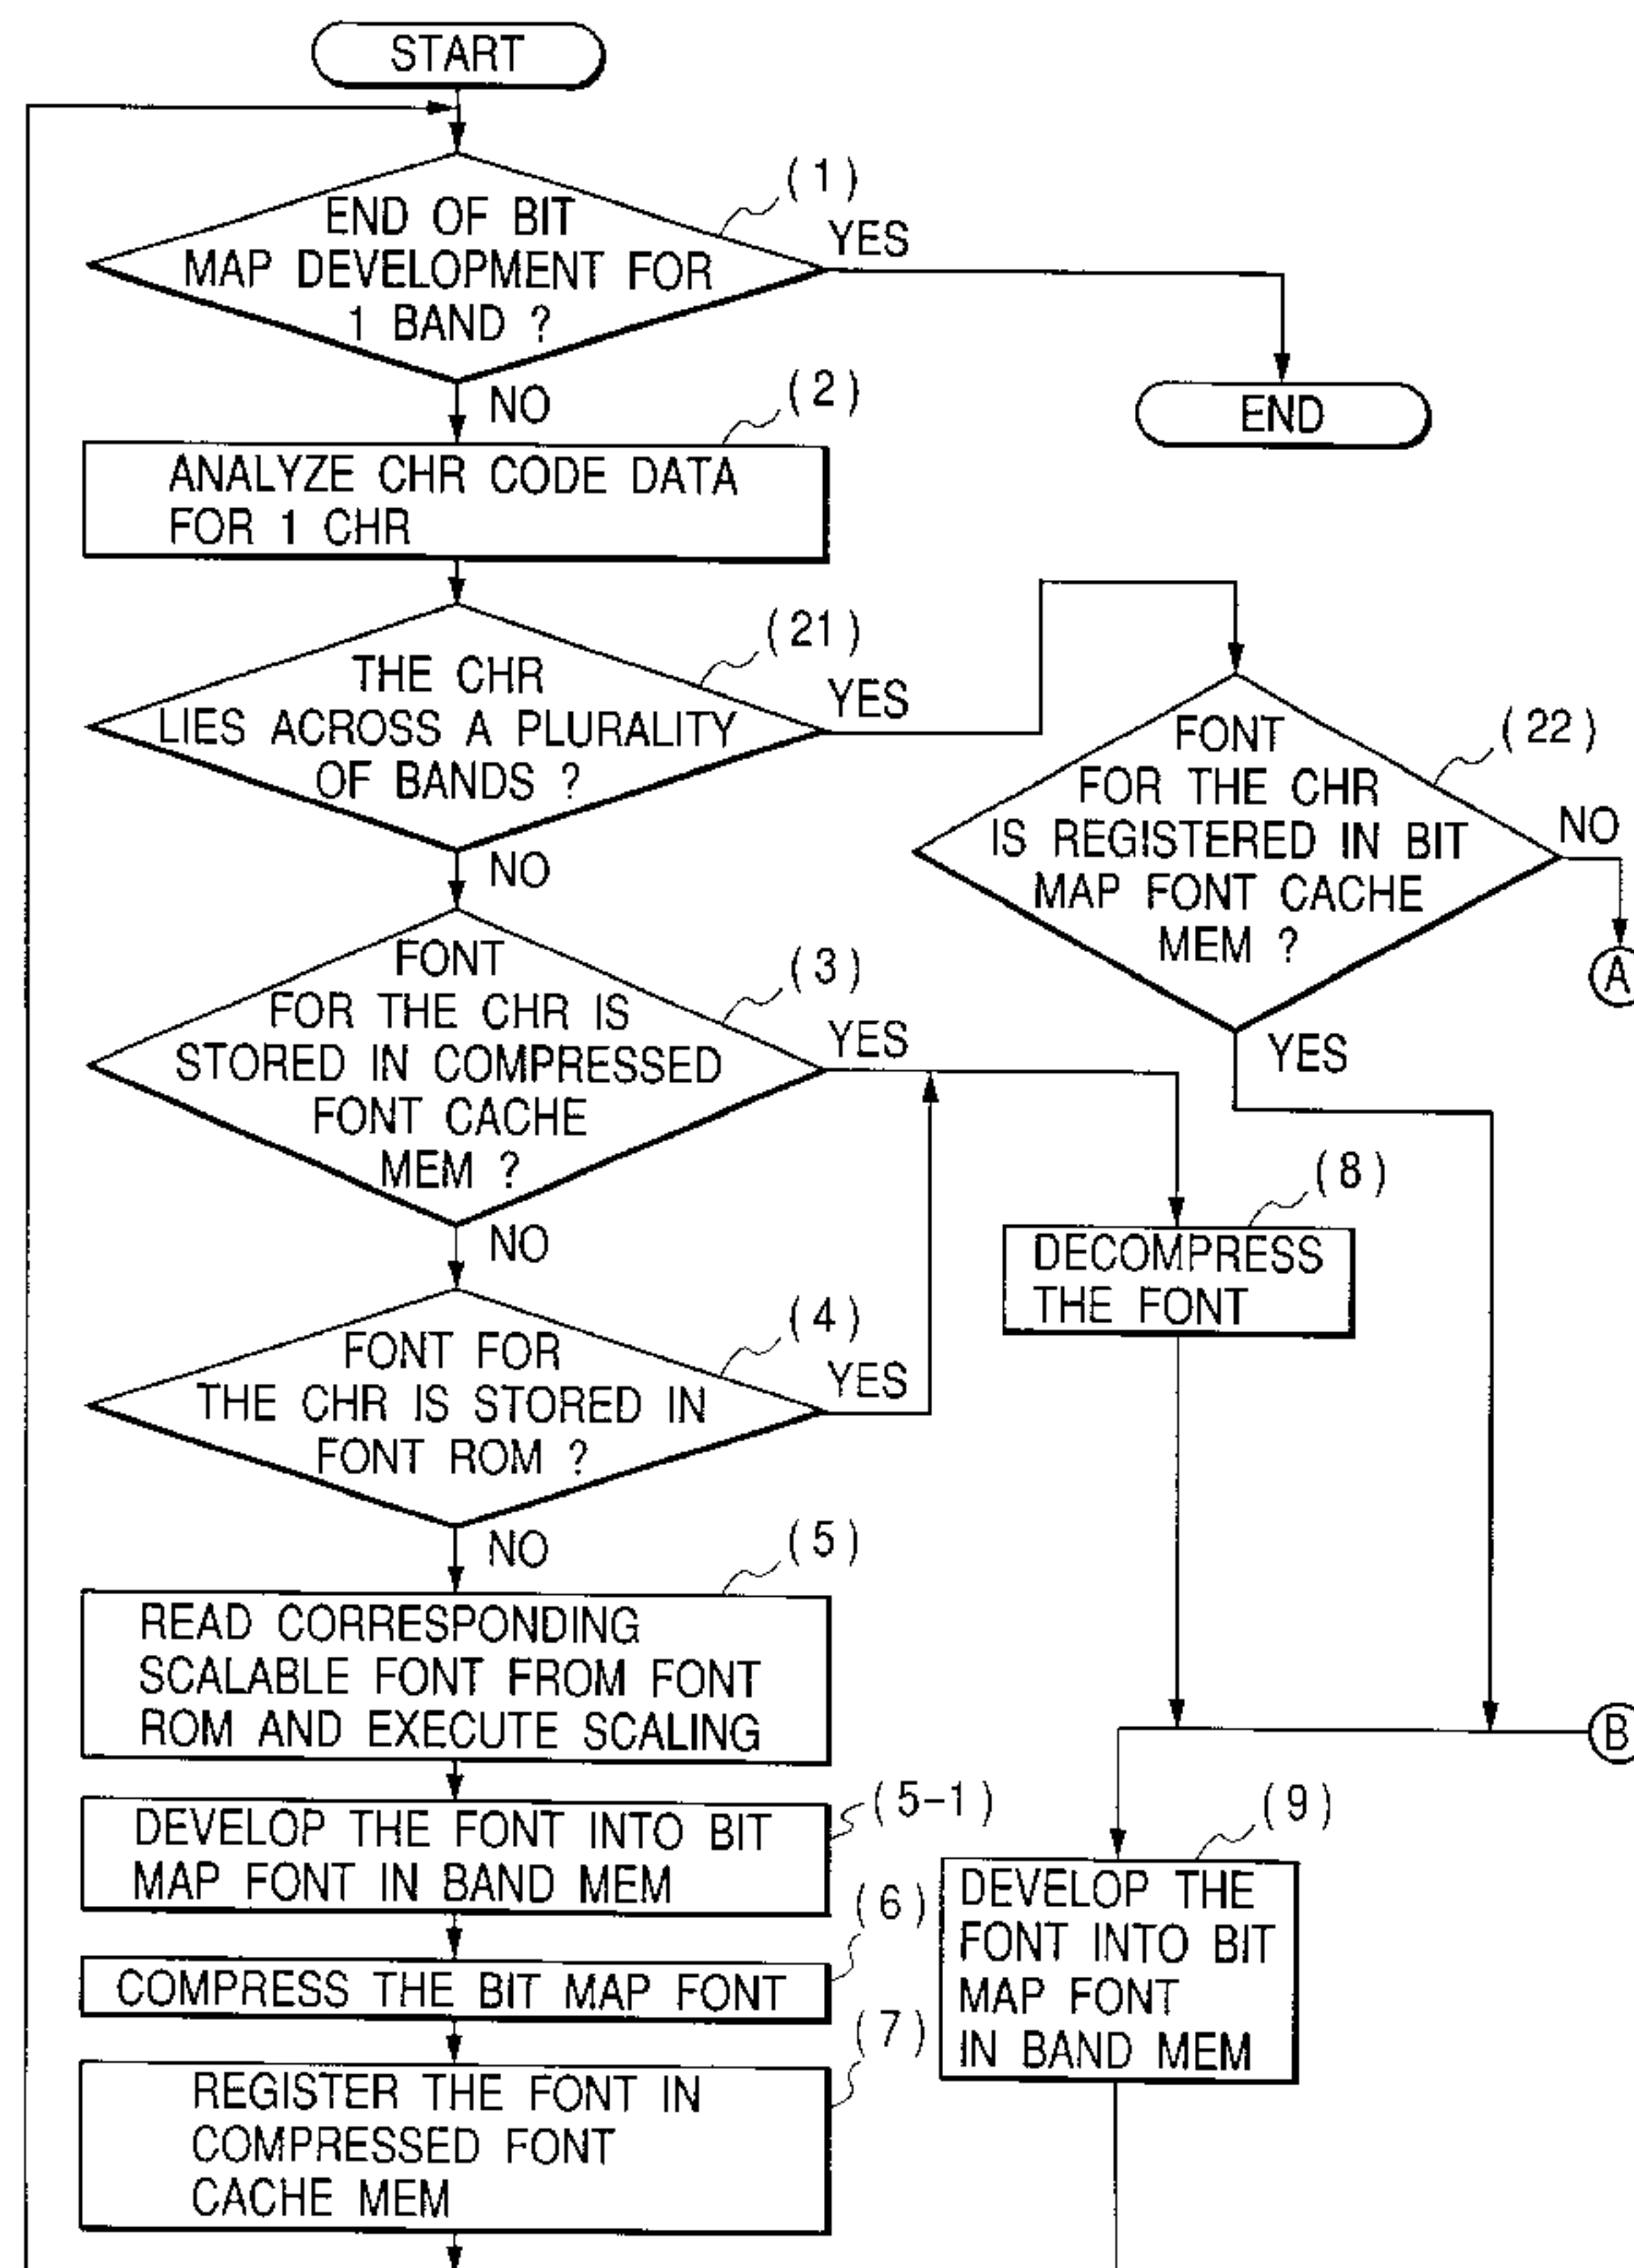 START
(1)
END OF BIT
MAP DEVELOPMENT FOR
1 BAND ?
YES
NO
END
(2)
ANALYZE CHR CODE DATA
FOR 1 CHR
(21)
THE CHR
LIES ACROSS A PLURALITY
OF BANDS ?
YES
NO
(22)
FONT
FOR THE CHR
IS REGISTERED IN BIT
MAP FONT CACHE
MEM ?
NO
A
YES
(3)
FONT
FOR THE CHR IS
STORED IN COMPRESSED
FONT CACHE
MEM ?
YES
NO
(8)
DECOMPRESS
THE FONT
(4)
FONT FOR
THE CHR IS STORED IN
FONT ROM ?
YES
NO
(5)
READ CORRESPONDING
SCALABLE FONT FROM FONT
ROM AND EXECUTE SCALING
B
(5-1)
DEVELOP THE FONT INTO BIT
MAP FONT IN BAND MEM
(9)
DEVELOP THE
FONT INTO BIT
MAP FONT
IN BAND MEM
(6)
COMPRESS THE BIT MAP FONT
(7)
REGISTER THE FONT IN
COMPRESSED FONT
CACHE MEM